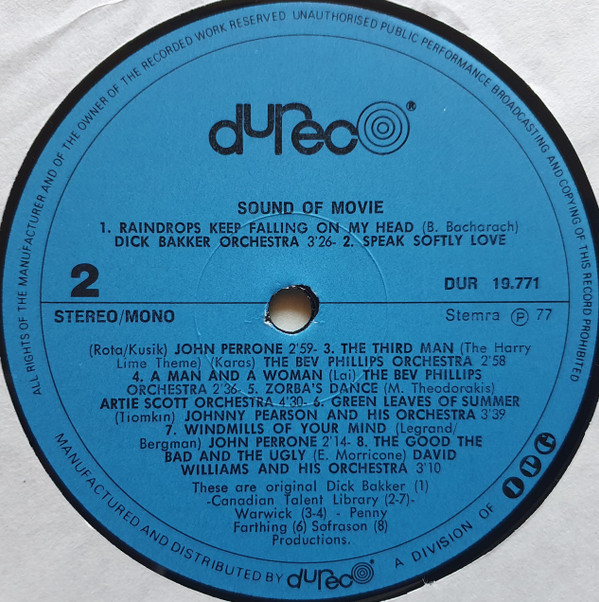 ALL RIGHTS OF THE MANUFACTURER AND OF THE OWNER OF THE RECORDED WORK RESERVED. UNAUTHORISED PUBLIC PERFORMANCE BROADCASTING AND COPYING OF THIS RECORD PROHIBITED
dureco®
SOUND OF MOVIE
1. RAINDROPS KEEP FALLING ON MY HEAD (B. Bacharach)
DICK BAKKER ORCHESTRA 3'26- 2. SPEAK SOFTLY LOVE
2
DUR 19.771
STEREO/MONO
Stemra ℗ 77
(Rota/Kusik) JOHN PERRONE 2'59- 3. THE THIRD MAN (The Harry
Lime Theme) (Karas) THE BEV PHILLIPS ORCHESTRA 2'58
4. A MAN AND A WOMAN (Lai) THE BEV PHILLIPS
ORCHESTRA 2'36- 5. ZORBA'S DANCE (M. Theodorakis)
ARTIE SCOTT ORCHESTRA 4'30- 6. GREEN LEAVES OF SUMMER
(Tiomkin) JOHNNY PEARSON AND HIS ORCHESTRA 3'39
7. WINDMILLS OF YOUR MIND (Legrand/
Bergman) JOHN PERRONE 2'14- 8. THE GOOD THE
BAD AND THE UGLY (E. Morricone) DAVID
WILLIAMS AND HIS ORCHESTRA 3'10
These are original Dick Bakker (1)
-Canadian Talent Library (2-7)-
Warwick (3-4) - Penny
Farthing (6) Sofrason (8)
Productions.
MANUFACTURED AND DISTRIBUTED BY dureco® A DIVISION OF